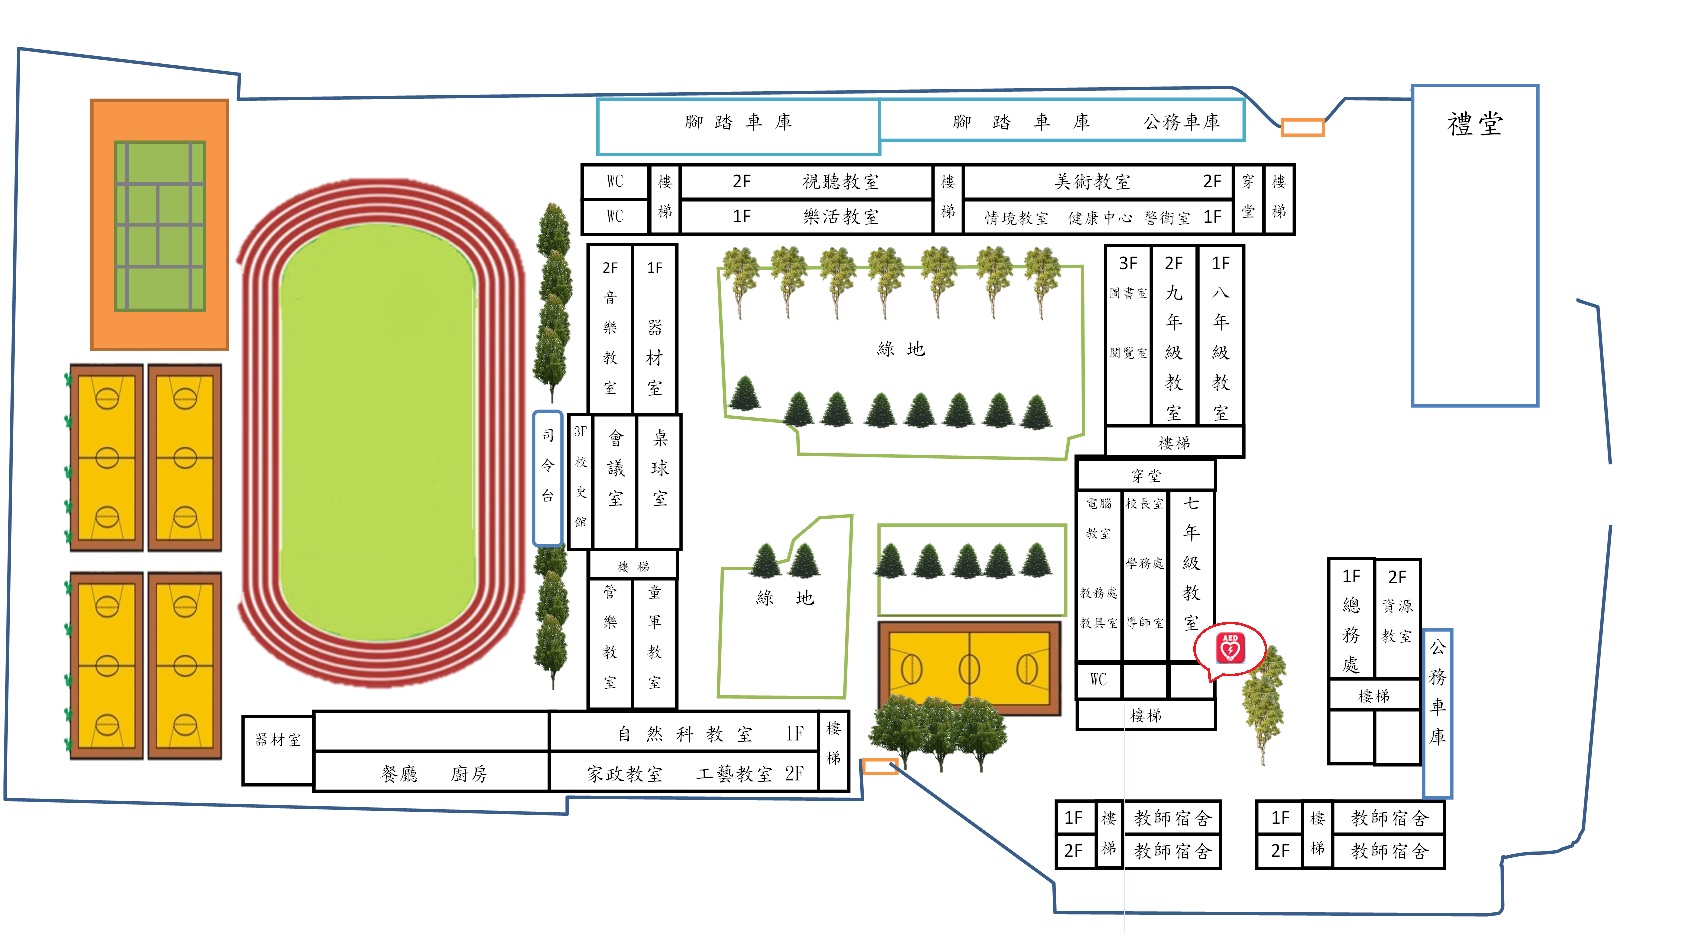 腳踏車庫
腳踏車庫 公務車庫
禮堂
WC
WC
樓梯
2F 視聽教室
1F 樂活教室
樓梯
美術教室 2F
情境教室 健康中心 警衛室 1F
穿堂
樓梯
2F 音樂教室
1F 器材室
綠地
3F 圖書室 閱覽室
2F 九年級教室
1F 八年級教室
樓梯
司令台
3F 校史館
會議室
桌球室
樓梯
管樂教室
童軍教室
綠地
穿堂
電腦教室 教務處 教具室
校長室 學務處 導師室
七年級教室
AED
WC
樓梯
1F 總務處
2F 資源教室
樓梯
公務車庫
器材室
自然科教室 1F
餐廳 廚房
家政教室 工藝教室 2F
樓梯
1F 教師宿舍
2F 教師宿舍
樓梯
1F 教師宿舍
2F 教師宿舍
樓梯